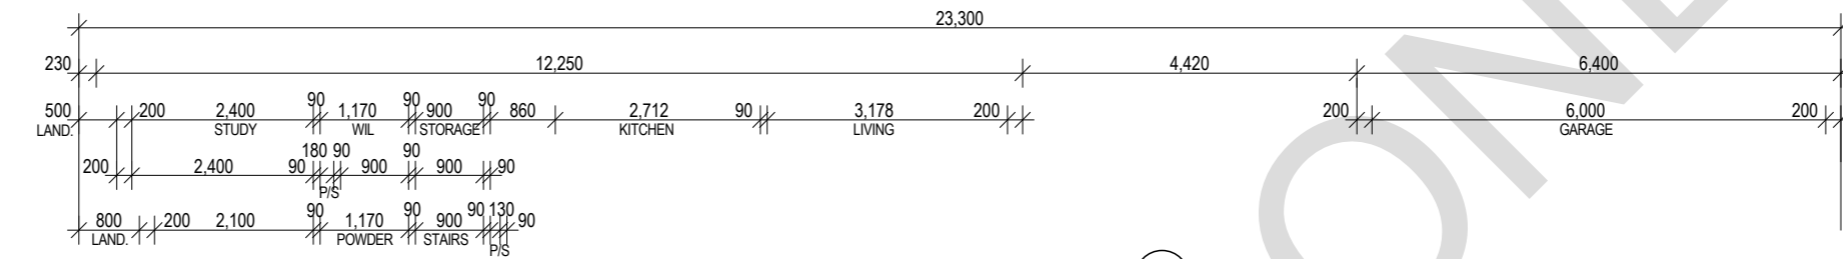 23,300
230 12,250 4,420 6,400
500 200 2,400 90 1,170 90 900 90 860 2,712 90 3,178 200 200 6,000 200
LAND. STUDY WIL STORAGE KITCHEN LIVING GARAGE
200 2,400 90 180 90 900 90 900 90
P/S
800 200 2,100 90 1,170 90 900 90 130 90
LAND. POWDER STAIRS P/S
ONE